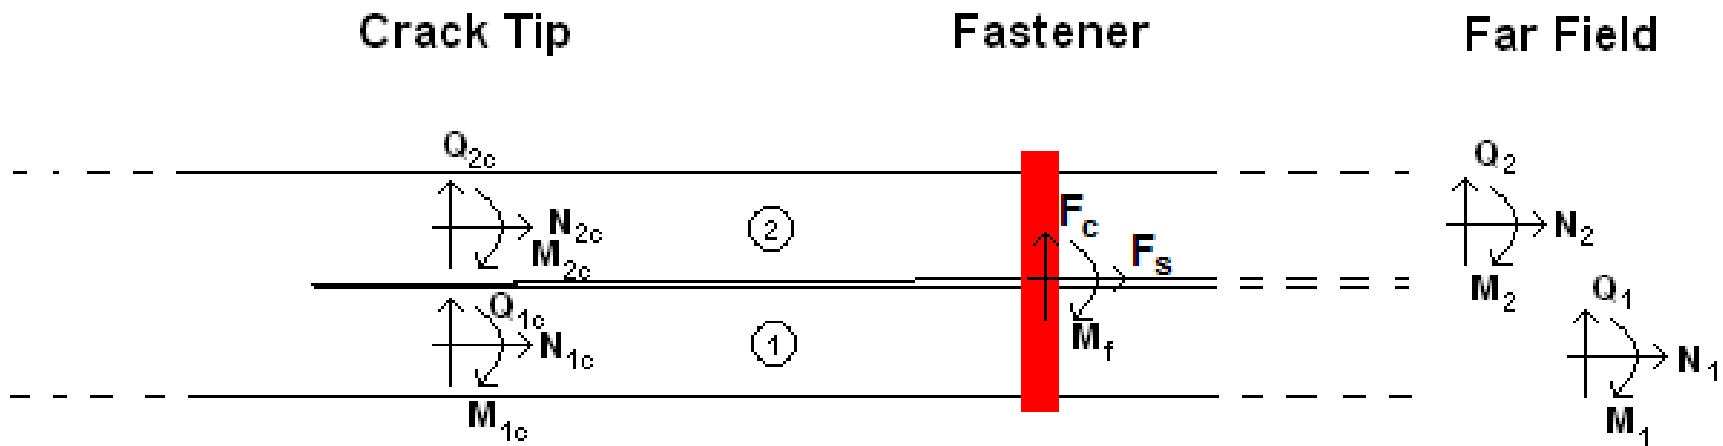 Crack Tip Fastener Far Field
Q2c
N2c
M2c
2
Fc
Fs
Q2
N2
M2
Q1c
N1c
M1c
1
Mf
Q1
N1
M1